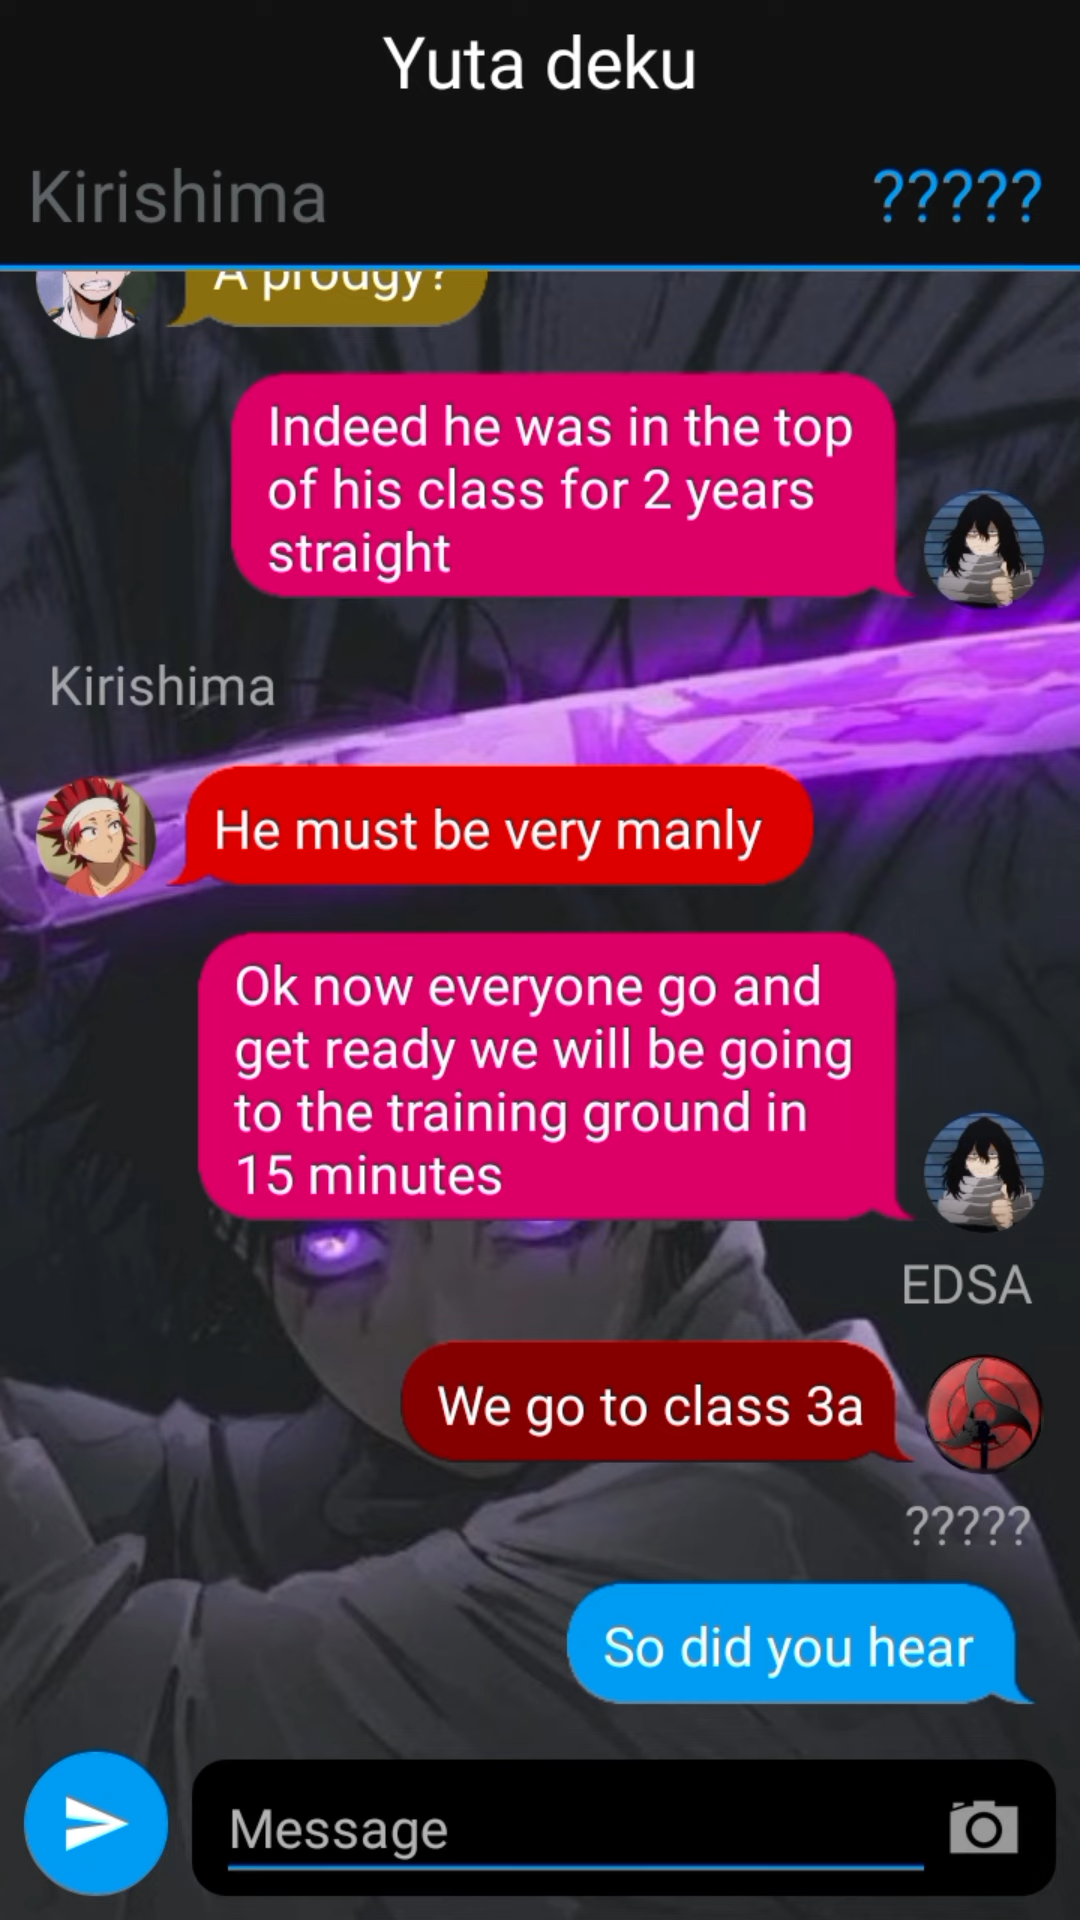 Yuta deku
Kirishima
?????
A prodgy?
Indeed he was in the top
of his class for 2 years
straight
Kirishima
He must be very manly
Ok now everyone go and
get ready we will be going
to the training ground in
15 minutes
EDSA
We go to class 3a
?????
So did you hear
Message